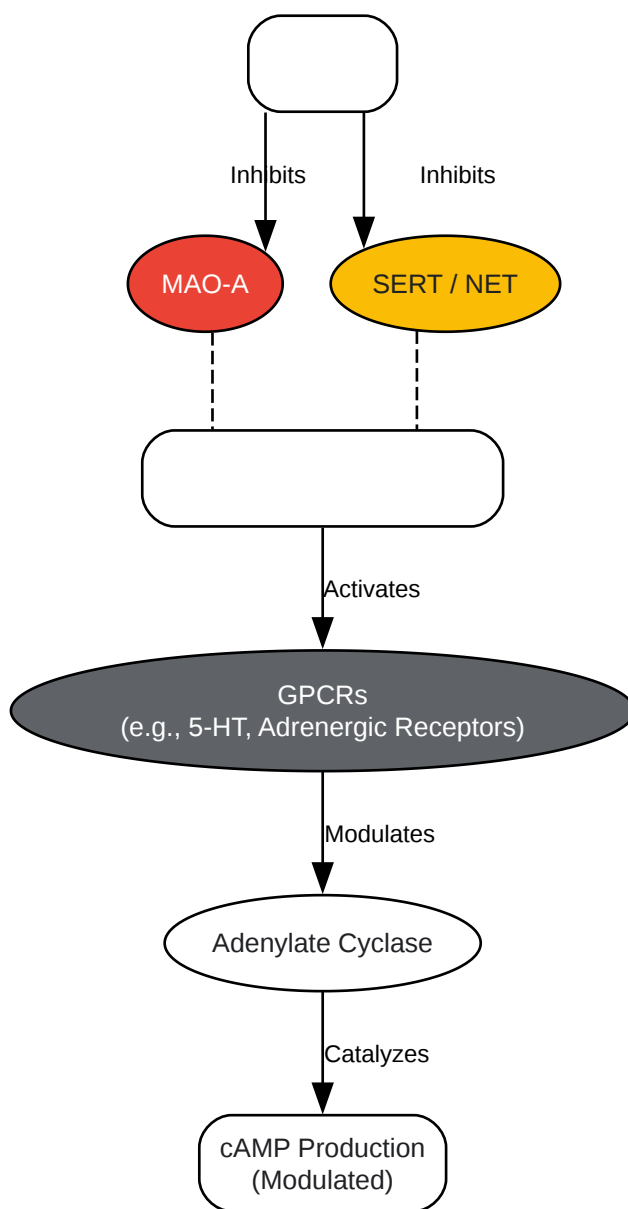 Inhibits
Inhibits
MAO-A
SERT / NET
Activates
GPCRs
(e.g., 5-HT, Adrenergic Receptors)
Modulates
Adenylate Cyclase
Catalyzes
cAMP Production
(Modulated)